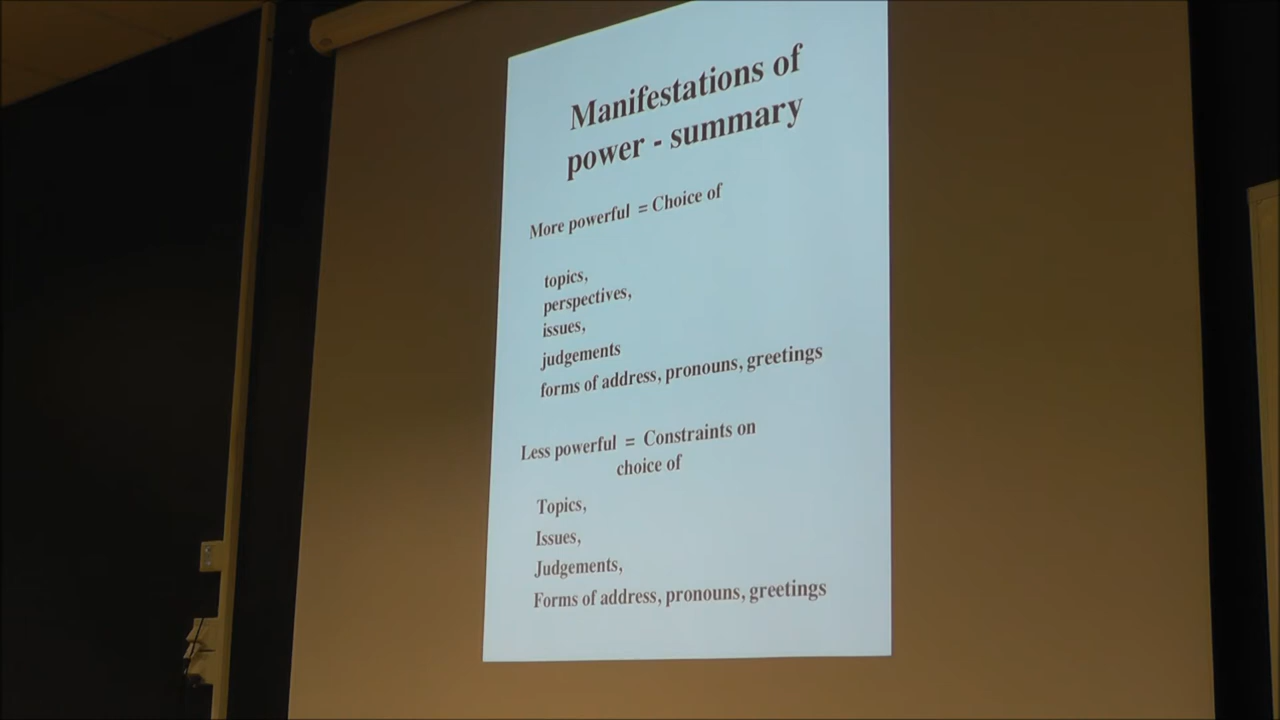 Manifestations of
power - summary
More powerful = Choice of
topics,
perspectives,
issues,
judgements
forms of address, pronouns, greetings
Less powerful = Constraints on
choice of
Topics,
Issues,
Judgements,
Forms of address, pronouns, greetings